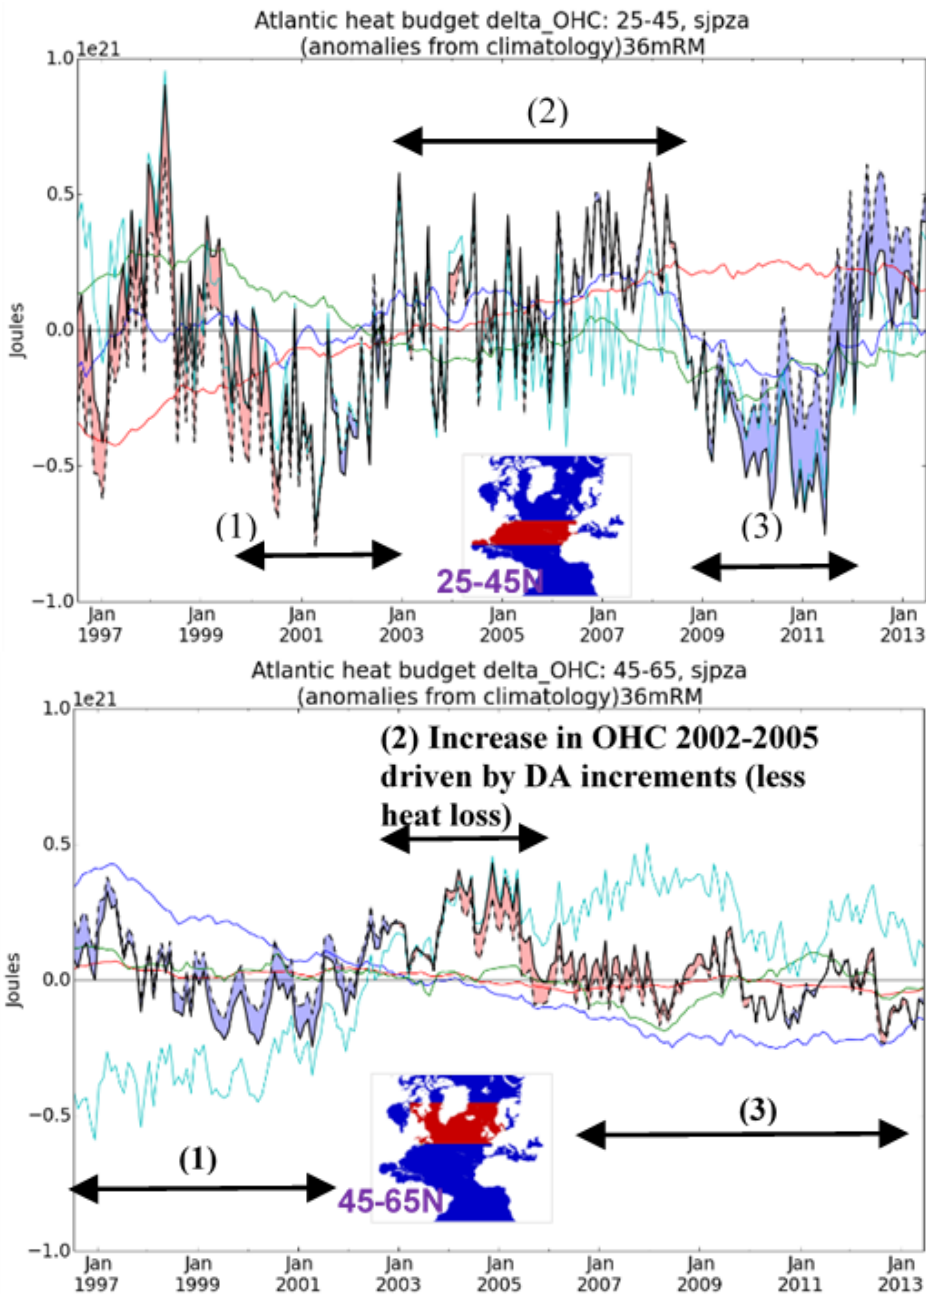 Atlantic heat budget delta_OHC: 25-45, sjpza
(anomalies from climatology)36mRM
1e21
1.0
0.5
0.0
−0.5
−1.0
Joules
(1)
(2)
(3)
25-45N
Jan Jan Jan Jan Jan Jan Jan Jan Jan
1997 1999 2001 2003 2005 2007 2009 2011 2013
Atlantic heat budget delta_OHC: 45-65, sjpza
(anomalies from climatology)36mRM
1e21
1.0
0.5
0.0
−0.5
−1.0
Joules
(2) Increase in OHC 2002-2005
driven by DA increments (less
heat loss)
(1)
(3)
45-65N
Jan Jan Jan Jan Jan Jan Jan Jan Jan
1997 1999 2001 2003 2005 2007 2009 2011 2013